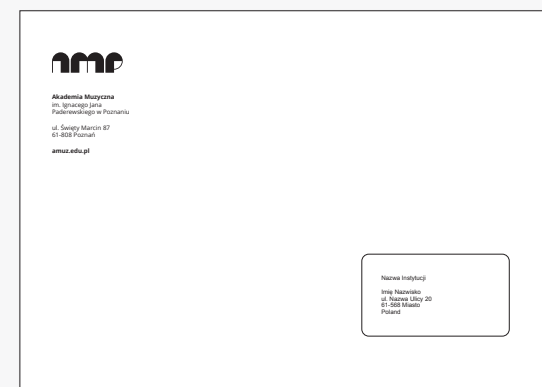 amp
Akademia Muzyczna
im. Ignacego Jana
Paderewskiego w Poznaniu
ul. Święty Marcin 87
61-808 Poznań
amuz.edu.pl
Nazwa Instytucji
Imię Nazwisko
ul. Nazwa Ulicy 20
61-568 Miasto
Poland